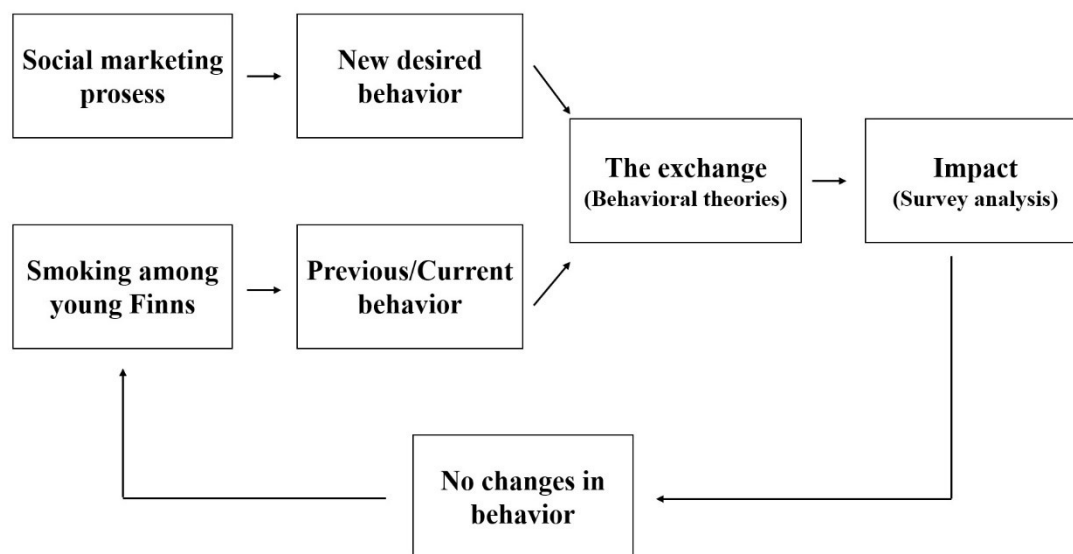 Social marketing
prosess
New desired
behavior
The exchange
(Behavioral theories)
Impact
(Survey analysis)
Smoking among
young Finns
Previous/Current
behavior
No changes in
behavior